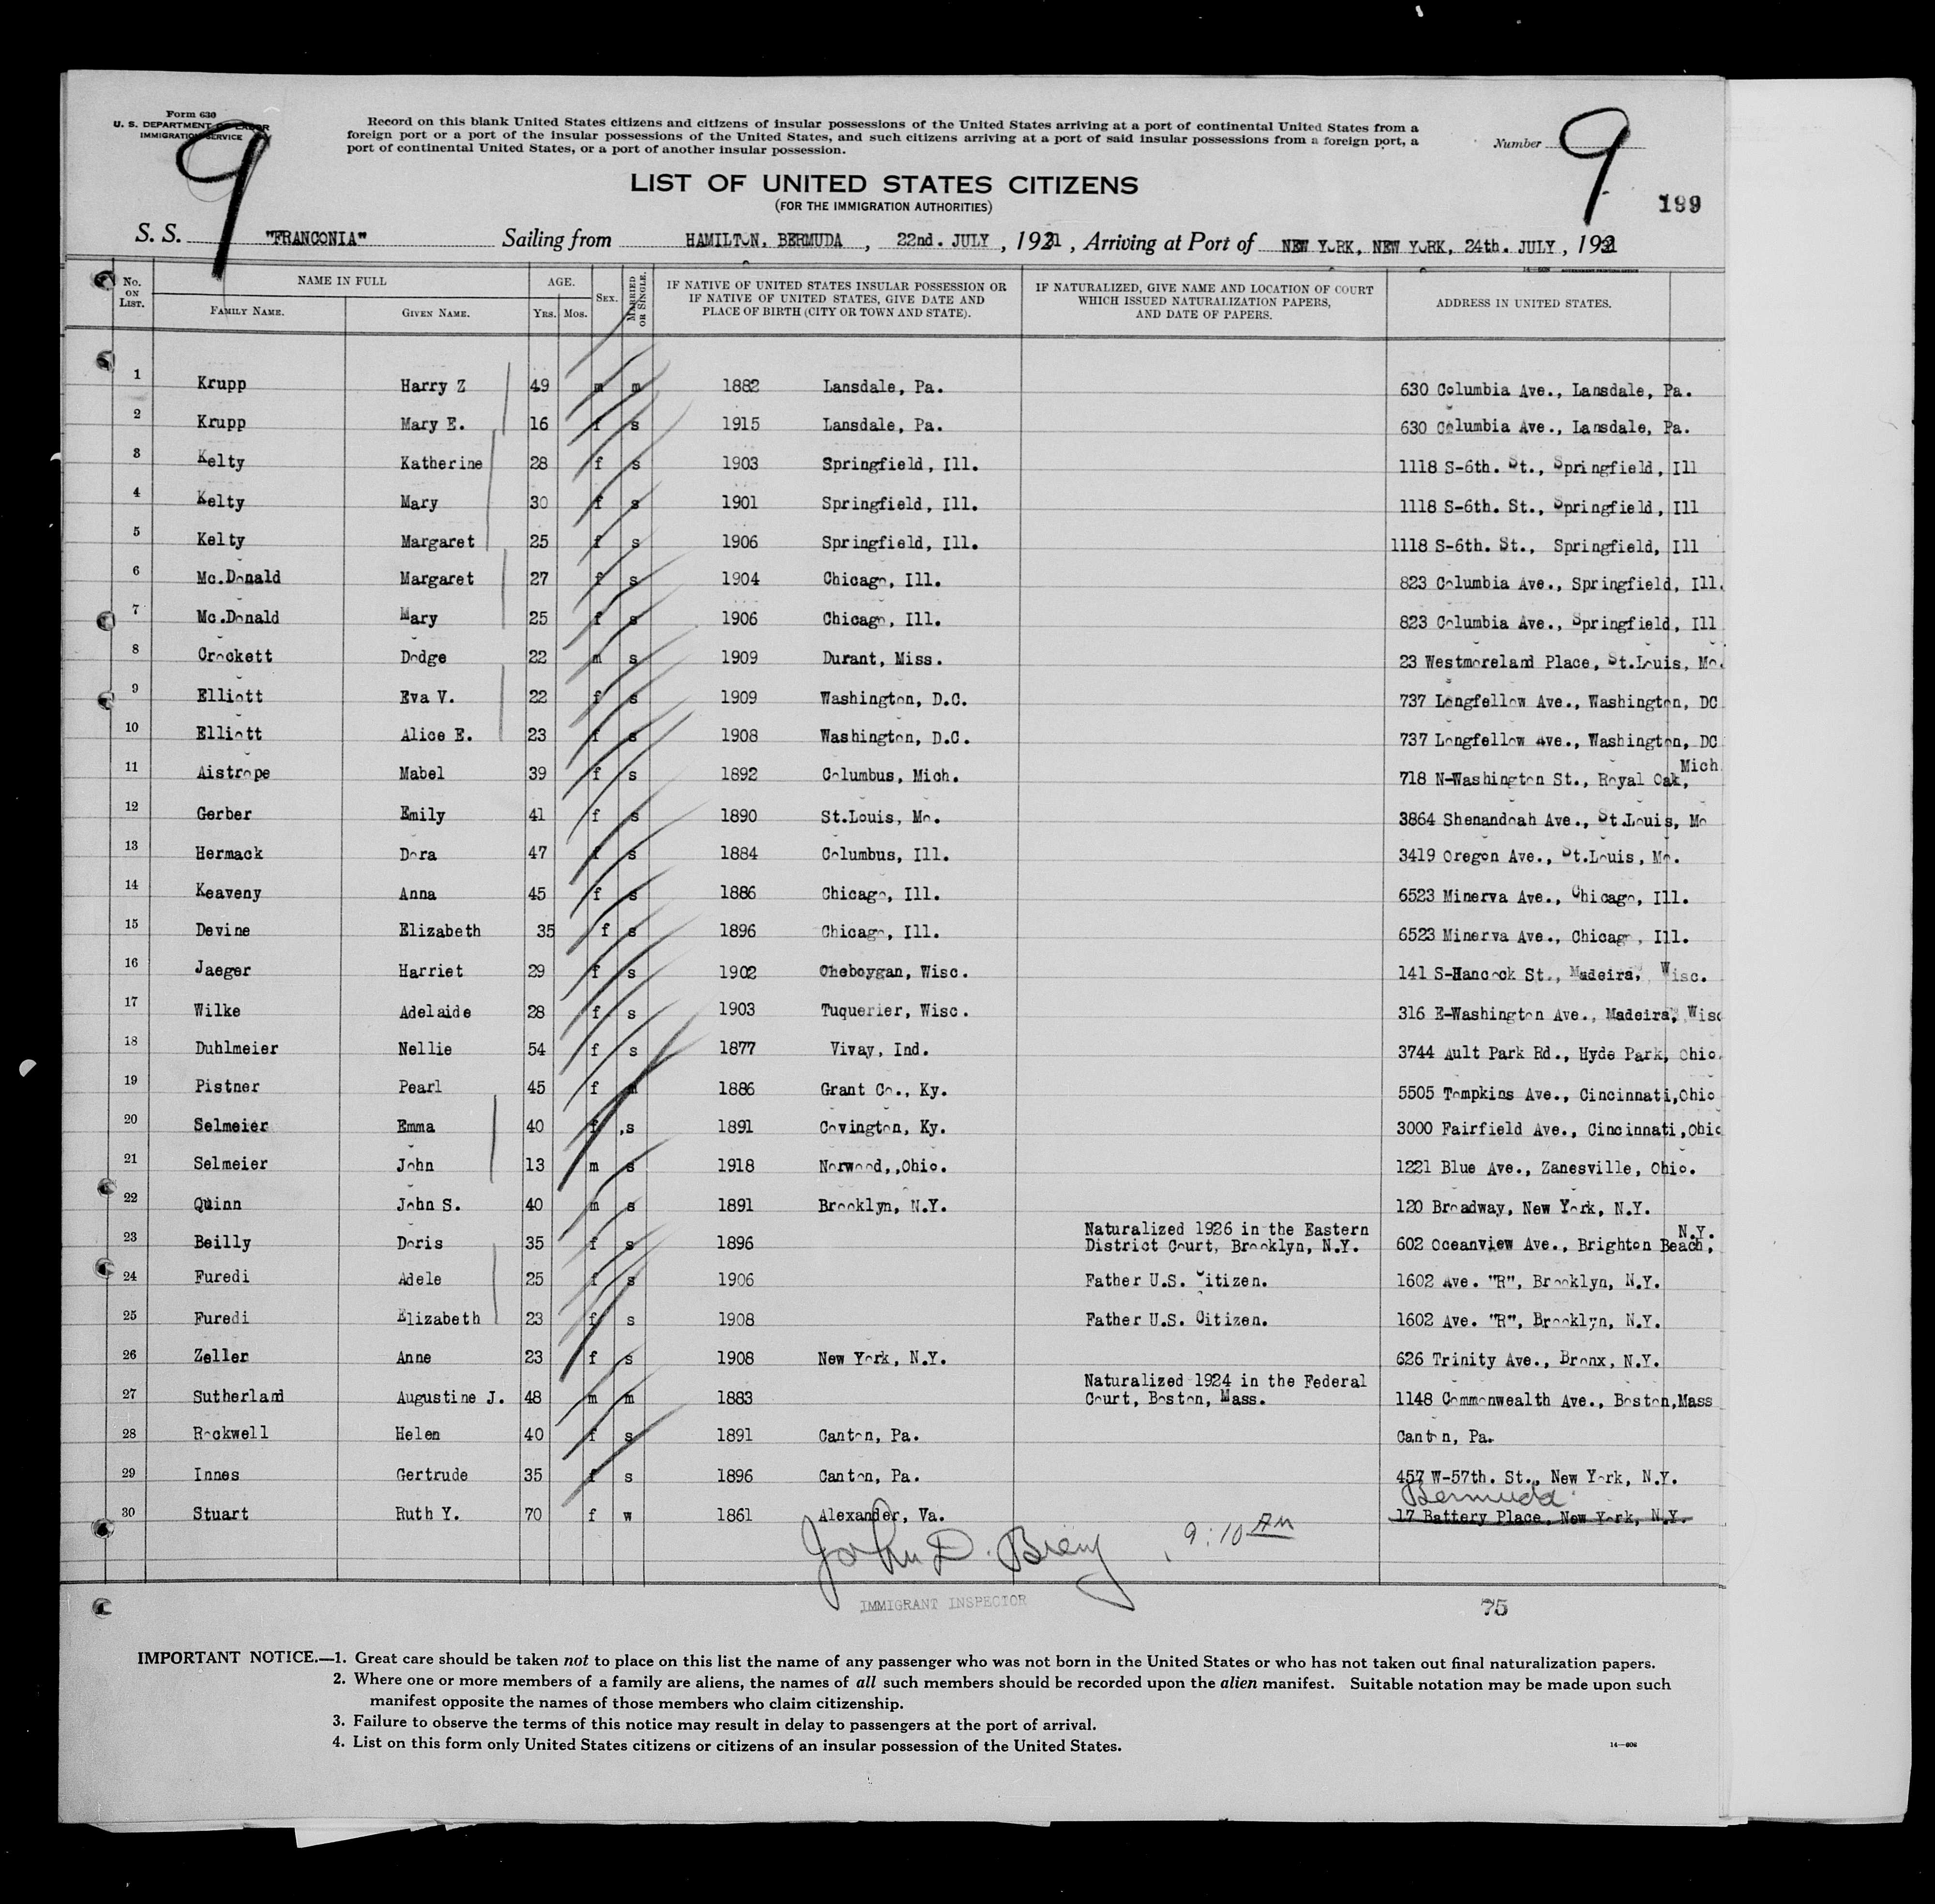 Form 630
U. S. DEPARTMENT OF LABOR
IMMIGRATION SERVICE
9
Record on this blank United States citizens and citizens of insular possessions of the United States arriving at a port of continental United States from a
foreign port or a port of the insular possessions of the United States, and such citizens arriving at a port of said insular possessions from a foreign port, a
port of continental United States, or a port of another insular possession.
Number 9
LIST OF UNITED STATES CITIZENS
(FOR THE IMMIGRATION AUTHORITIES)
199
S. S. "FRANCONIA" Sailing from HAMILTON, BERMUDA, 22nd. JULY, 1931, Arriving at Port of NEW YORK, NEW YORK, 24th. JULY, 1931
No. ON LIST. NAME IN FULL FAMILY NAME. GIVEN NAME. AGE. YRS. MOS. SEX. MARRIED OR SINGLE. IF NATIVE OF UNITED STATES INSULAR POSSESSION OR IF NATIVE OF UNITED STATES, GIVE DATE AND PLACE OF BIRTH (CITY OR TOWN AND STATE). IF NATURALIZED, GIVE NAME AND LOCATION OF COURT WHICH ISSUED NATURALIZATION PAPERS, AND DATE OF PAPERS. ADDRESS IN UNITED STATES.
1 Krupp Harry Z 49 m m 1882 Lansdale, Pa. 630 Columbia Ave., Lansdale, Pa.
2 Krupp Mary E. 16 f s 1915 Lansdale, Pa. 630 Columbia Ave., Lansdale, Pa.
3 Kelty Katherine 28 f s 1903 Springfield, Ill. 1118 S-6th. St., Springfield, Ill
4 Kelty Mary 30 f s 1901 Springfield, Ill. 1118 S-6th. St., Springfield, Ill
5 Kelty Margaret 25 f s 1906 Springfield, Ill. 1118 S-6th. St., Springfield, Ill
6 Mc.Donald Margaret 27 f s 1904 Chicago, Ill. 823 Columbia Ave., Springfield, Ill.
7 Mc.Donald Mary 25 f s 1906 Chicago, Ill. 823 Columbia Ave., Springfield, Ill
8 Crockett Dodge 22 m s 1909 Durant, Miss. 23 Westmoreland Place, St.Louis, Mo.
9 Elliott Eva V. 22 f s 1909 Washington, D.C. 737 Longfellow Ave., Washington, DC
10 Elliott Alice E. 23 f s 1908 Washington, D.C. 737 Longfellow Ave., Washington, DC
11 Aistrope Mabel 39 f s 1892 Columbus, Mich. 718 N-Washington St., Royal Oak, Mich
12 Gerber Emily 41 f s 1890 St.Louis, Mo. 3864 Shenandoah Ave., St.Louis, Mo
13 Hermack Dora 47 f s 1884 Columbus, Ill. 3419 Oregon Ave., St.Louis, Mo.
14 Keaveny Anna 45 f s 1886 Chicago, Ill. 6523 Minerva Ave., Chicago, Ill.
15 Devine Elizabeth 35 f s 1896 Chicago, Ill. 6523 Minerva Ave., Chicago, Ill.
16 Jaeger Harriet 29 f s 1902 Cheboygan, Wisc. 141 S-Hancock St., Madeira, Wisc.
17 Wilke Adelaide 28 f s 1903 Tuquerier, Wisc. 316 E-Washington Ave., Madeira, Wisc
18 Duhlmeier Nellie 54 f s 1877 Vivay, Ind. 3744 Ault Park Rd., Hyde Park, Ohio.
19 Pistner Pearl 45 f m 1886 Grant Co., Ky. 5505 Tompkins Ave., Cincinnati,Ohio
20 Selmeier Emma 40 f ,s 1891 Covington, Ky. 3000 Fairfield Ave., Cincinnati,Ohio
21 Selmeier John 13 m s 1918 Norwood,,Ohio. 1221 Blue Ave., Zanesville, Ohio.
22 Quinn John S. 40 m s 1891 Brooklyn, N.Y. 120 Broadway, New York, N.Y.
23 Beilly Doris 35 f s 1896 Naturalized 1926 in the Eastern District Court, Brooklyn, N.Y. 602 Oceanview Ave., Brighton Beach, N.Y.
24 Furedi Adele 25 f s 1906 Father U.S. Citizen. 1602 Ave. "R", Brooklyn, N.Y.
25 Furedi Elizabeth 23 f s 1908 Father U.S. Citizen. 1602 Ave. "R", Brooklyn, N.Y.
26 Zeller Anne 23 f s 1908 New York, N.Y. 626 Trinity Ave., Bronx, N.Y.
27 Sutherland Augustine J. 48 m m 1883 Naturalized 1924 in the Federal Court, Boston, Mass. 1148 Commonwealth Ave., Boston,Mass
28 Rockwell Helen 40 f s 1891 Canton, Pa. Canton, Pa.
29 Innes Gertrude 35 f s 1896 Canton, Pa. 457 W-57th. St., New York, N.Y.
Bermuda
30 Stuart Ruth Y. 70 f w 1861 Alexander, Va. 17 Battery Place, New York, N.Y.
John D. 9:10 AM
IMMIGRANT INSPECTOR
75
IMPORTANT NOTICE.—1. Great care should be taken not to place on this list the name of any passenger who was not born in the United States or who has not taken out final naturalization papers.
2. Where one or more members of a family are aliens, the names of all such members should be recorded upon the alien manifest. Suitable notation may be made upon such
manifest opposite the names of those members who claim citizenship.
3. Failure to observe the terms of this notice may result in delay to passengers at the port of arrival.
4. List on this form only United States citizens or citizens of an insular possession of the United States.
14—608